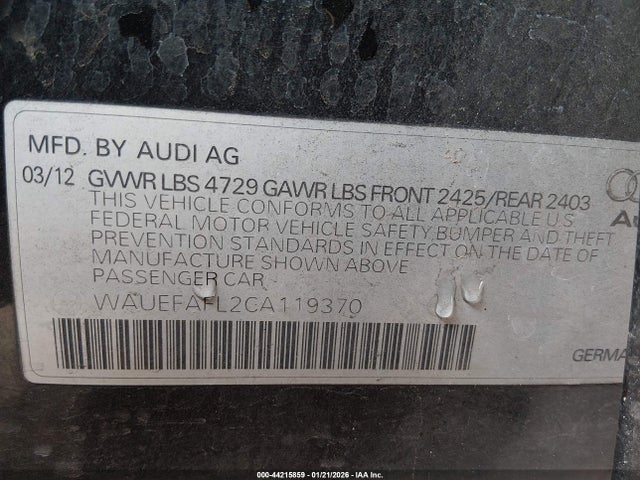 MFD. BY AUDI AG
03/12 GVWR LBS 4729 GAWR LBS FRONT 2425/REAR 2403
THIS VEHICLE CONFORMS TO ALL APPLICABLE U.S.
FEDERAL MOTOR VEHICLE SAFETY, BUMPER AND THEFT
PREVENTION STANDARDS IN EFFECT ON THE DATE OF
MANUFACTURE SHOWN ABOVE
PASSENGER CAR
WAUEFAFL2CA119370
000-44215859 - 01/21/2026 - IAA Inc.